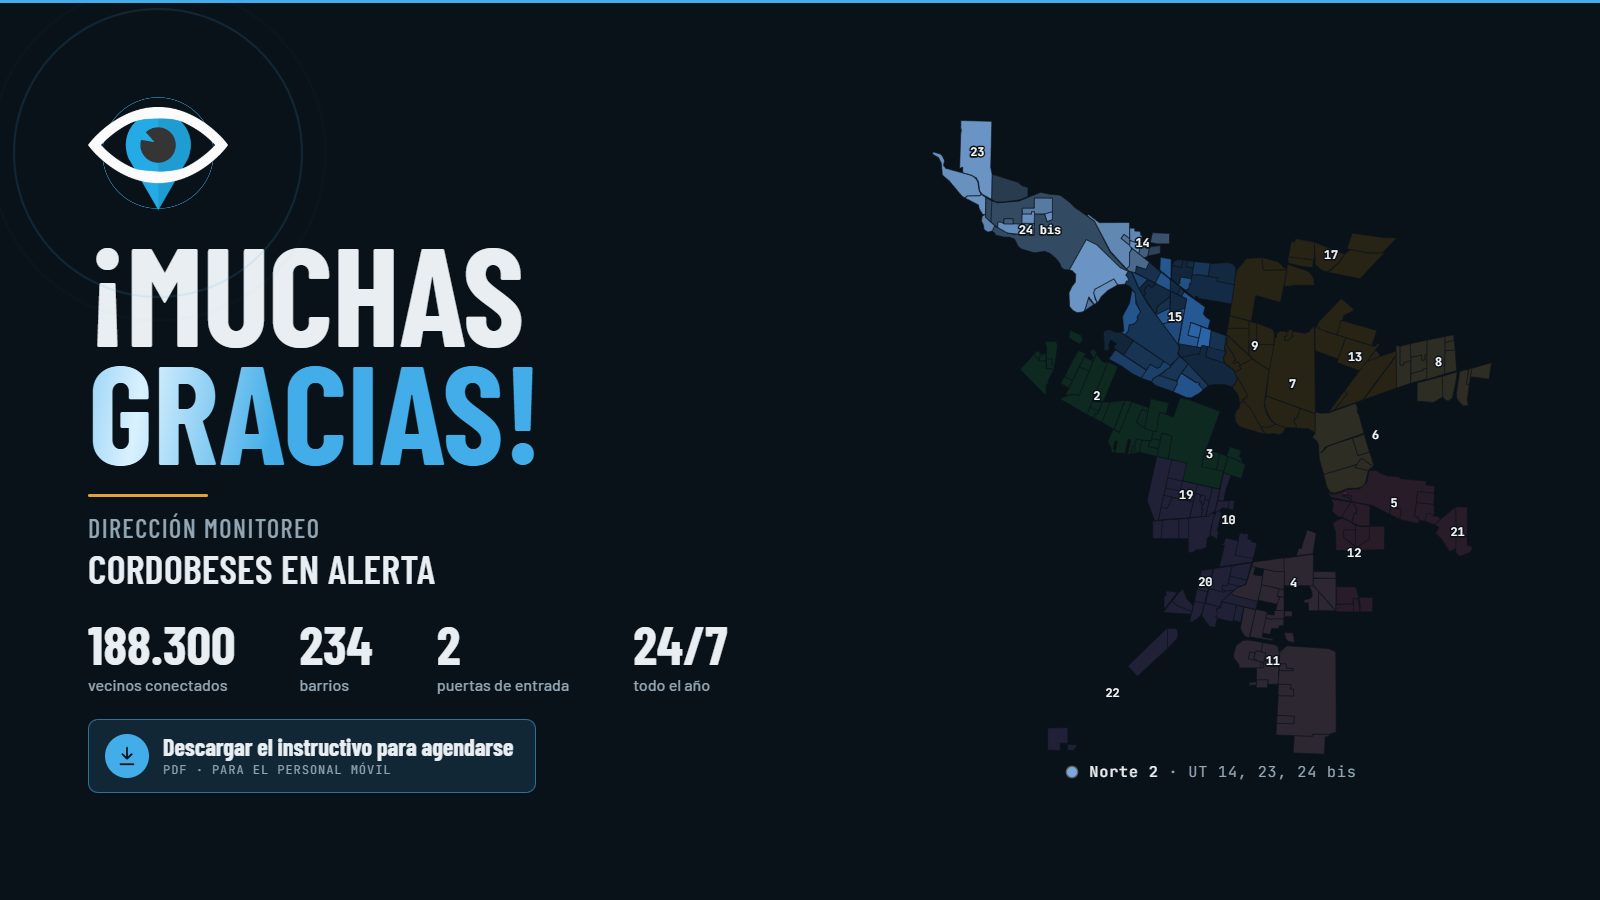 ¡MUCHAS
GRACIAS!
DIRECCIÓN MONITOREO
CORDOBESES EN ALERTA
188.300
vecinos conectados
234
barrios
2
puertas de entrada
24/7
todo el año
Descargar el instructivo para agendarse
PDF · PARA EL PERSONAL MÓVIL
23
24 bis
14
17
15
9
13
8
7
2
6
3
19
5
10
21
12
20
4
11
22
Norte 2 · UT 14, 23, 24 bis